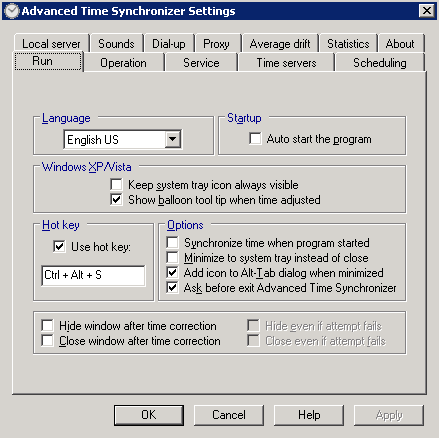 Advanced Time Synchronizer Settings
Local server Sounds Dial-up Proxy Average drift Statistics About
Run Operation Service Time servers Scheduling
Language
English US
Startup
Auto start the program
Windows XP/Vista
Keep system tray icon always visible
Show balloon tool tip when time adjusted
Hot key
Use hot key:
Ctrl + Alt + S
Options
Synchronize time when program started
Minimize to system tray instead of close
Add icon to Alt-Tab dialog when minimized
Ask before exit Advanced Time Synchronizer
Hide window after time correction Hide even if attempt fails
Close window after time correction Close even if attempt fails
OK Cancel Help Apply